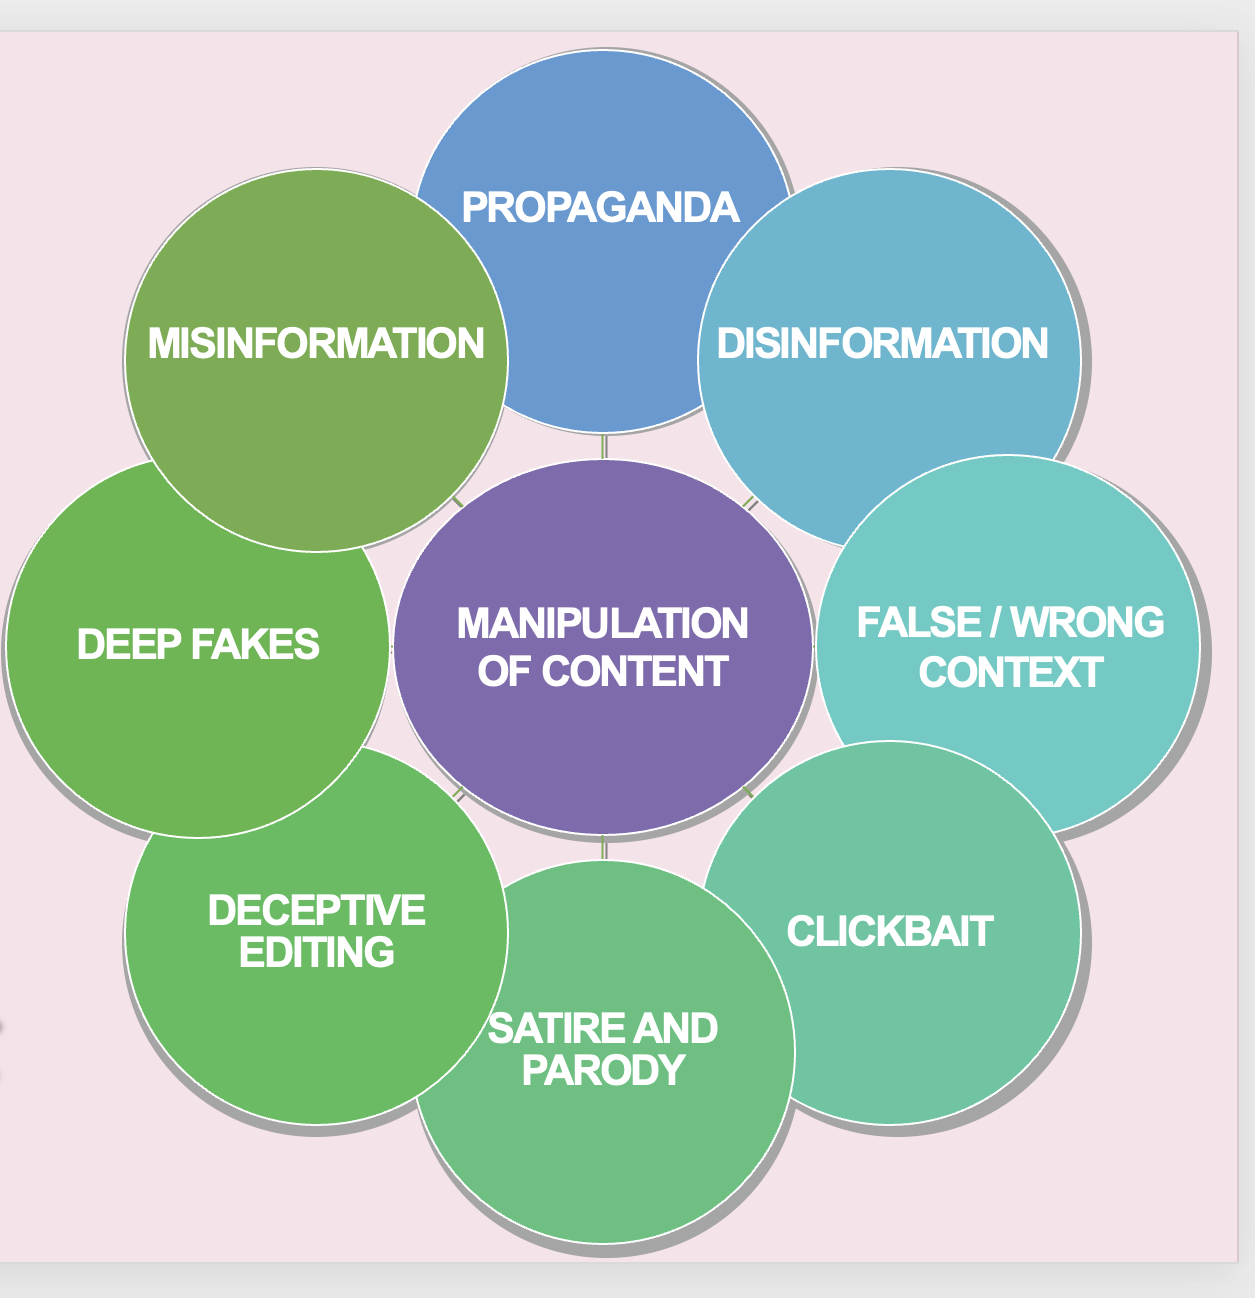 PROPAGANDA
MISINFORMATION
DISINFORMATION
DEEP FAKES
MANIPULATION
OF CONTENT
FALSE / WRONG
CONTEXT
DECEPTIVE
EDITING
CLICKBAIT
SATIRE AND
PARODY